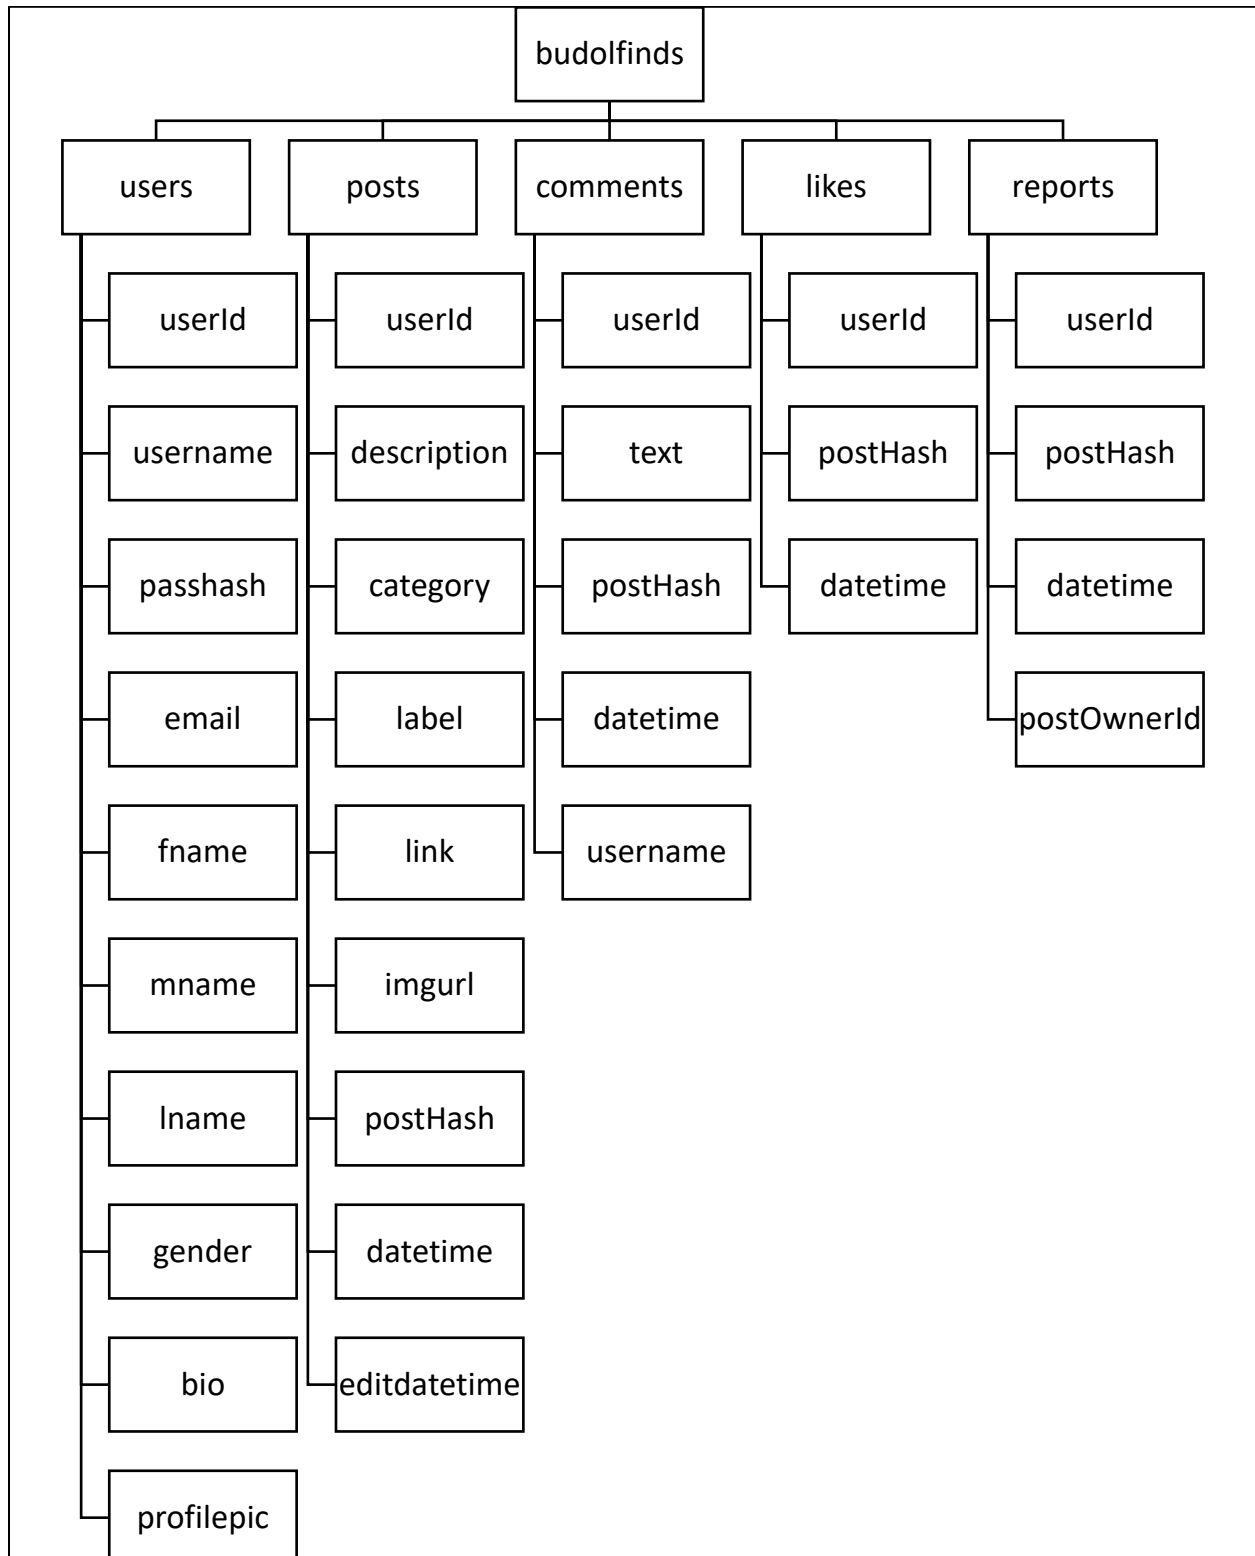 budolfinds
users
posts
comments
likes
reports
userId
userId
userId
userId
userId
username
description
text
postHash
postHash
passhash
category
postHash
datetime
datetime
email
label
datetime
postOwnerId
fname
link
username
mname
imgurl
lname
postHash
gender
datetime
bio
editdatetime
profilepic